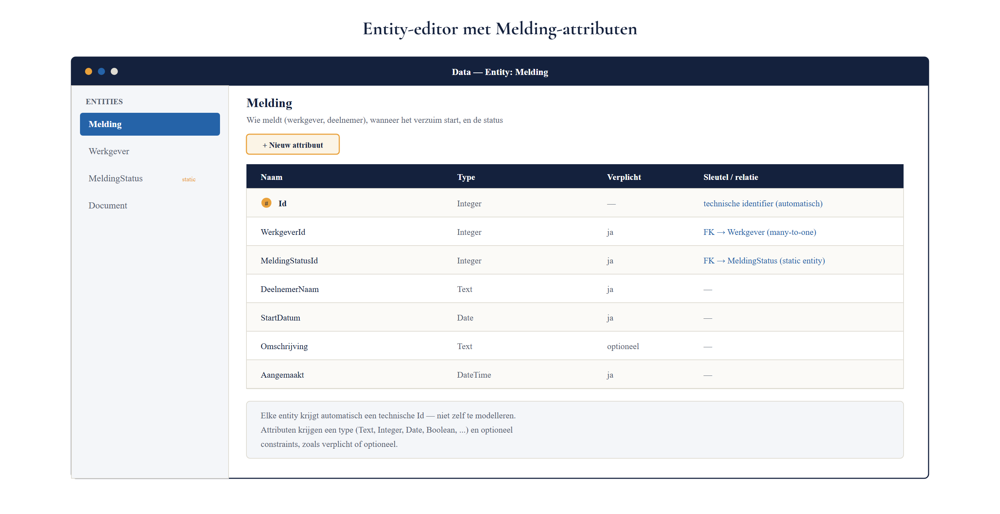 Entity-editor met Melding-attributen
Data — Entity: Melding
ENTITIES
Melding
Werkgever
MeldingStatus static
Document
Melding
Wie meldt (werkgever, deelnemer), wanneer het verzuim start, en de status
+ Nieuw attribuut
Naam Type Verplicht Sleutel / relatie
# Id Integer — technische identifier (automatisch)
WerkgeverId Integer ja FK → Werkgever (many-to-one)
MeldingStatusId Integer ja FK → MeldingStatus (static entity)
DeelnemerNaam Text ja —
StartDatum Date ja —
Omschrijving Text optioneel —
Aangemaakt DateTime ja —
Elke entity krijgt automatisch een technische Id — niet zelf te modelleren.
Attributen krijgen een type (Text, Integer, Date, Boolean, ...) en optioneel
constraints, zoals verplicht of optioneel.